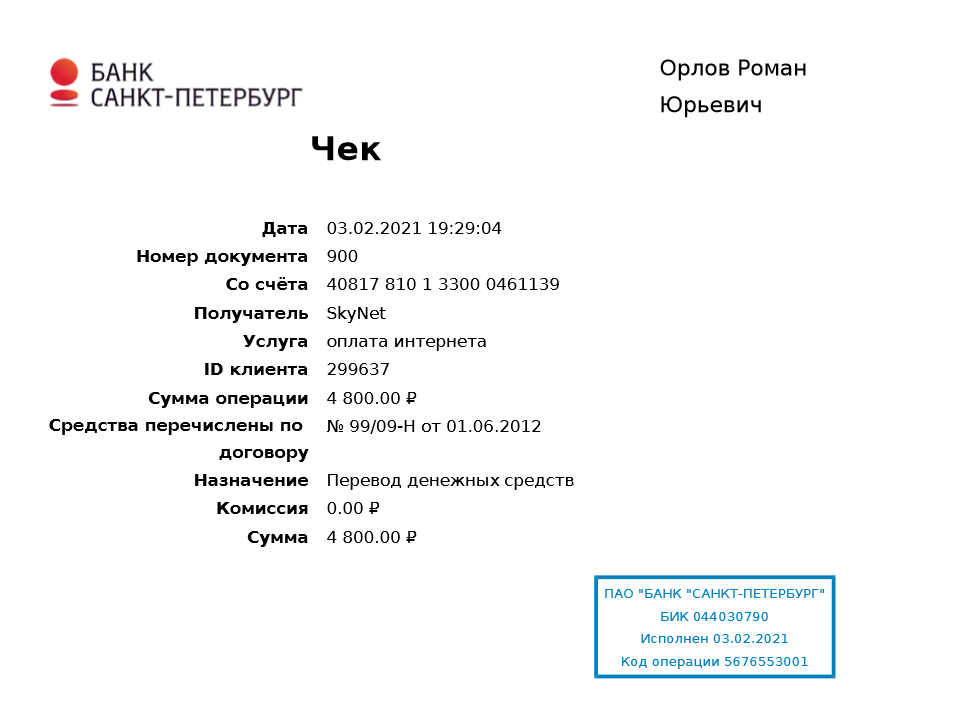 БАНК
САНКТ-ПЕТЕРБУРГ
Орлов Роман
Юрьевич
Чек
Дата 03.02.2021 19:29:04
Номер документа 900
Со счёта 40817 810 1 3300 0461139
Получатель SkyNet
Услуга оплата интернета
ID клиента 299637
Сумма операции 4 800.00 ₽
Средства перечислены по № 99/09-Н от 01.06.2012
договору
Назначение Перевод денежных средств
Комиссия 0.00 ₽
Сумма 4 800.00 ₽
ПАО "БАНК "САНКТ-ПЕТЕРБУРГ"
БИК 044030790
Исполнен 03.02.2021
Код операции 5676553001